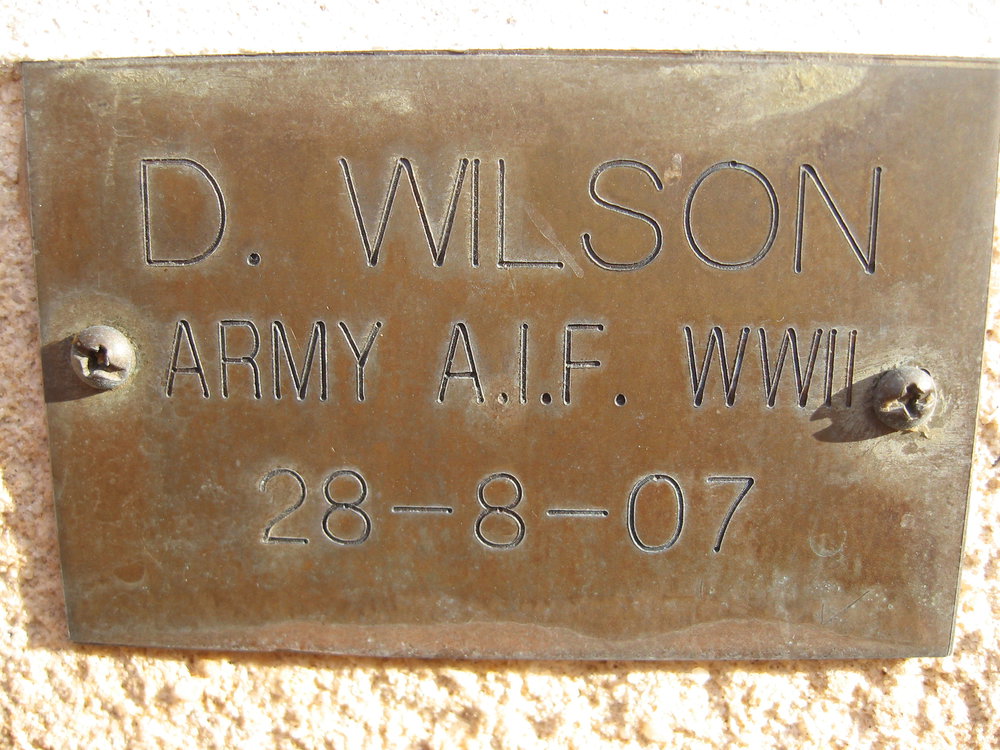 D. WILSON
ARMY A.I.F. WWII
28-8-07